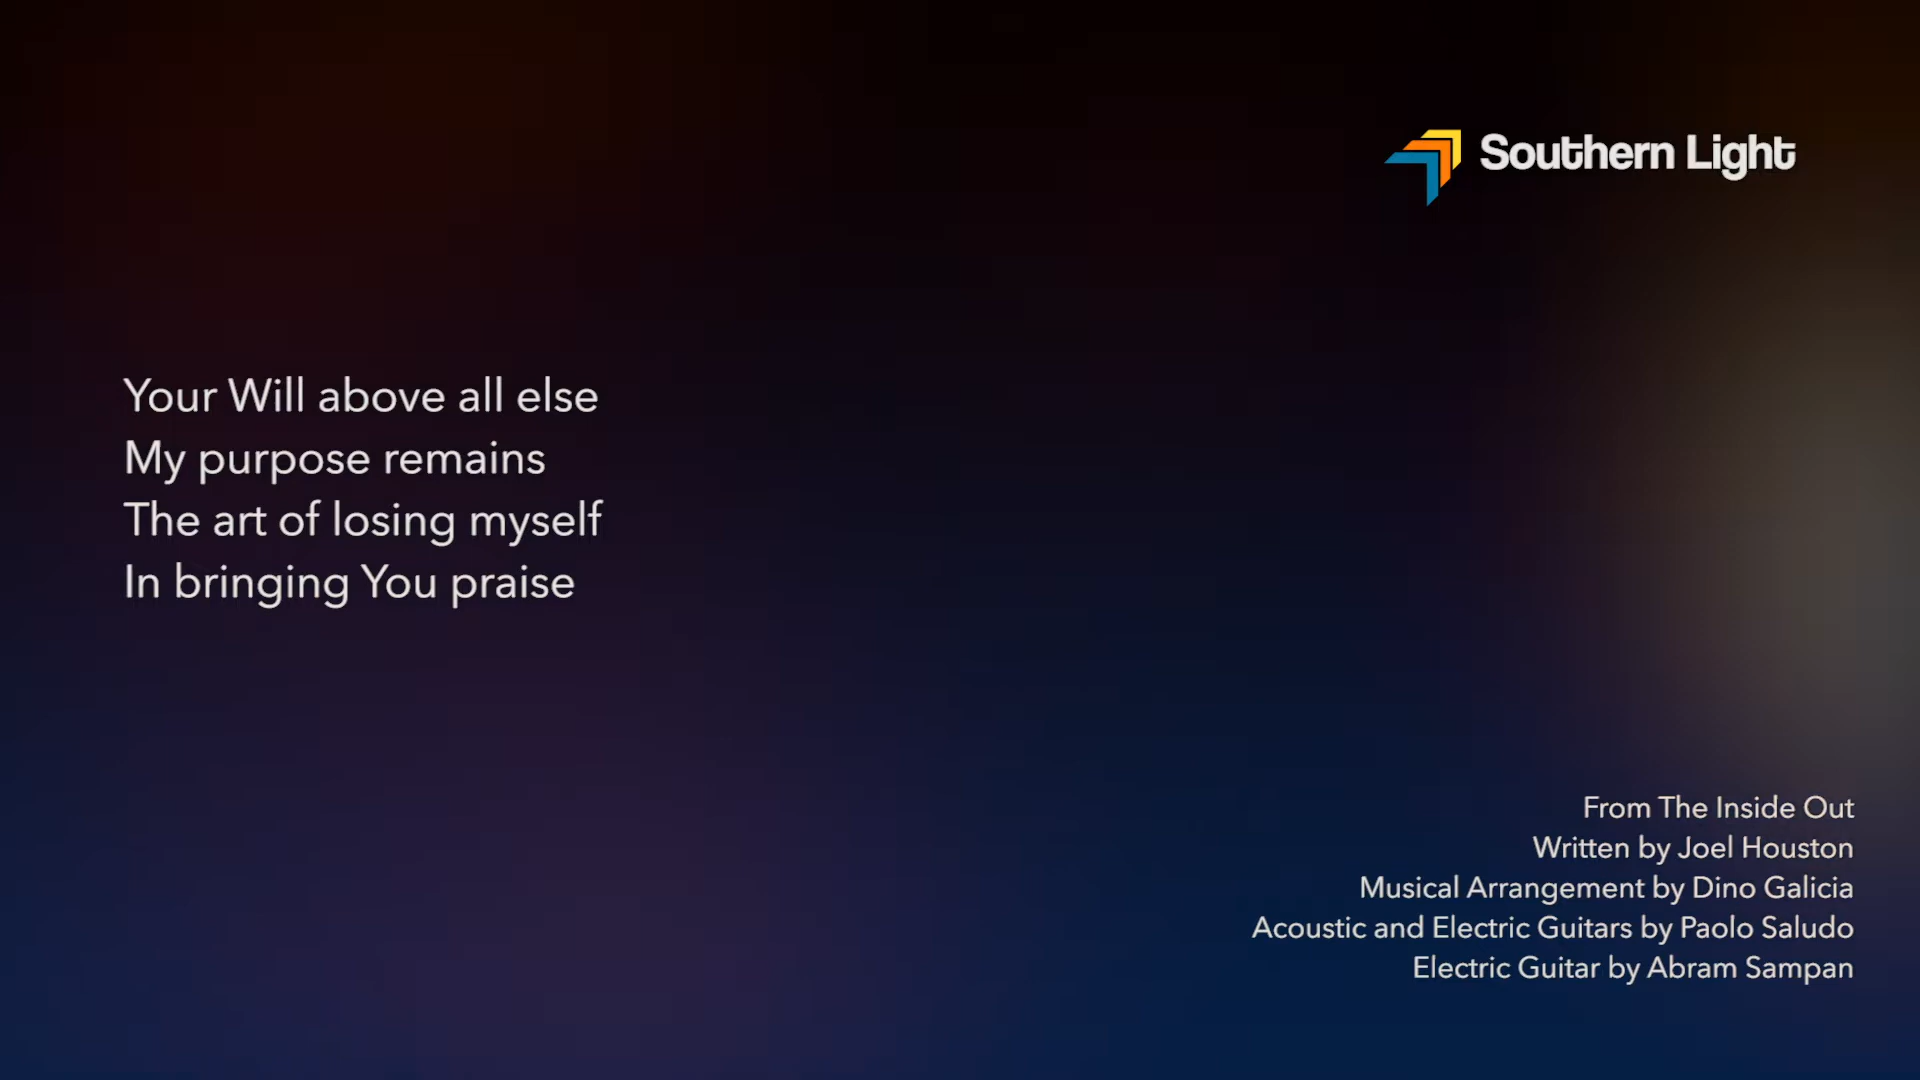 Southern Light
Your Will above all else
My purpose remains
The art of losing myself
In bringing You praise
From The Inside Out
Written by Joel Houston
Musical Arrangement by Dino Galicia
Acoustic and Electric Guitars by Paolo Saludo
Electric Guitar by Abram Sampan